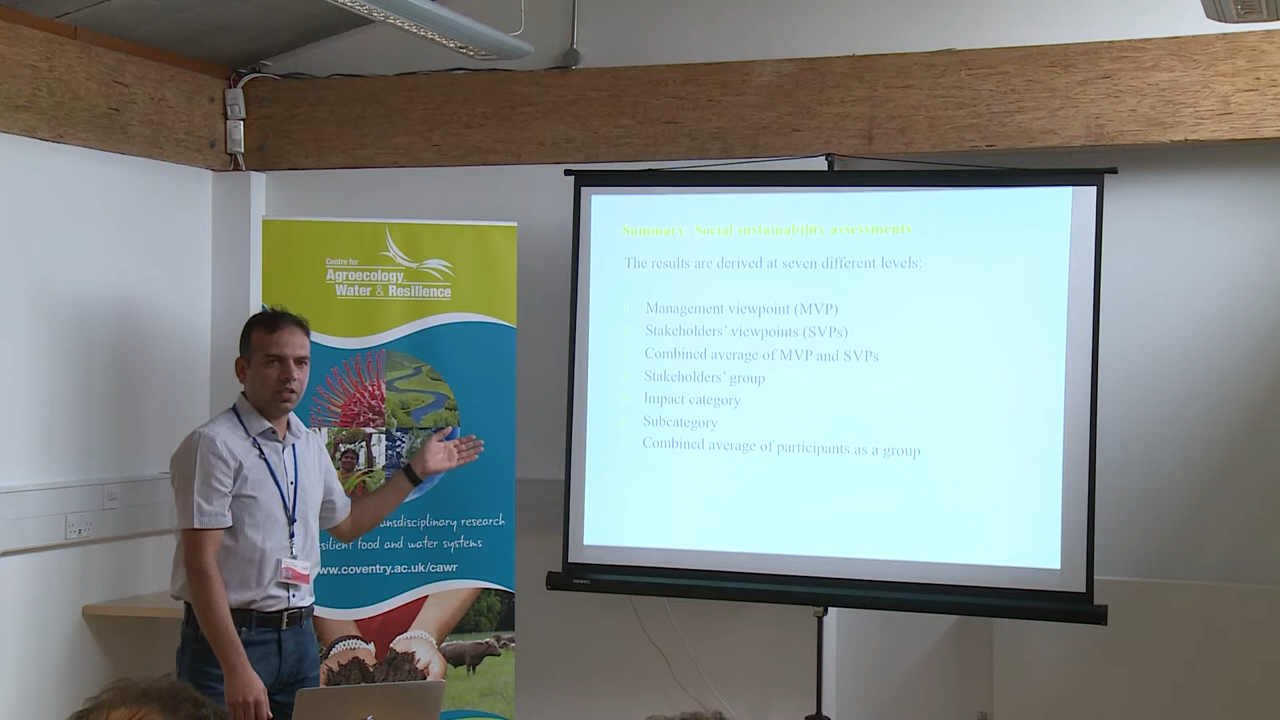 Centre for
Agroecology,
Water & Resilience
ansdisciplinary research
silient food and water systems
ww.coventry.ac.uk/cawr
Summary: Social sustainability assessments
The results are derived at seven different levels:
Management viewpoint (MVP)
Stakeholders' viewpoints (SVPs)
Combined average of MVP and SVPs
Stakeholders' group
Impact category
Subcategory
Combined average of participants as a group